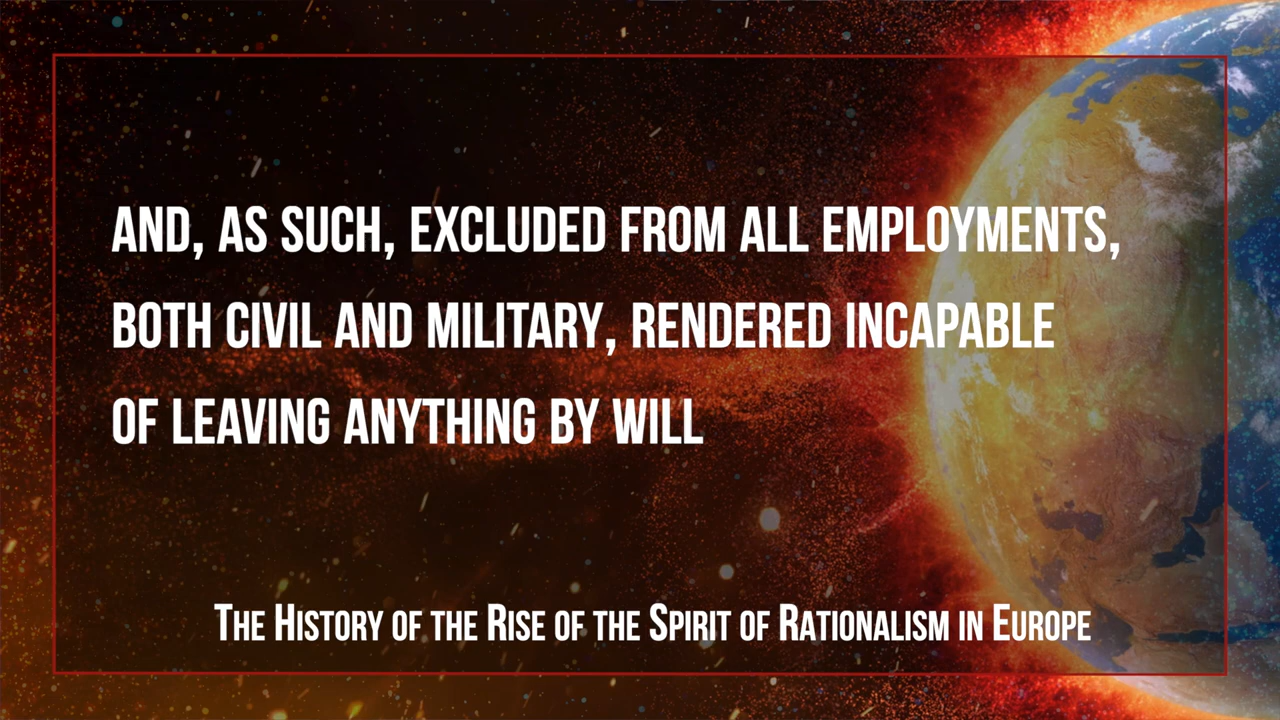 AND, AS SUCH, EXCLUDED FROM ALL EMPLOYMENTS,
BOTH CIVIL AND MILITARY, RENDERED INCAPABLE
OF LEAVING ANYTHING BY WILL
THE HISTORY OF THE RISE OF THE SPIRIT OF RATIONALISM IN EUROPE